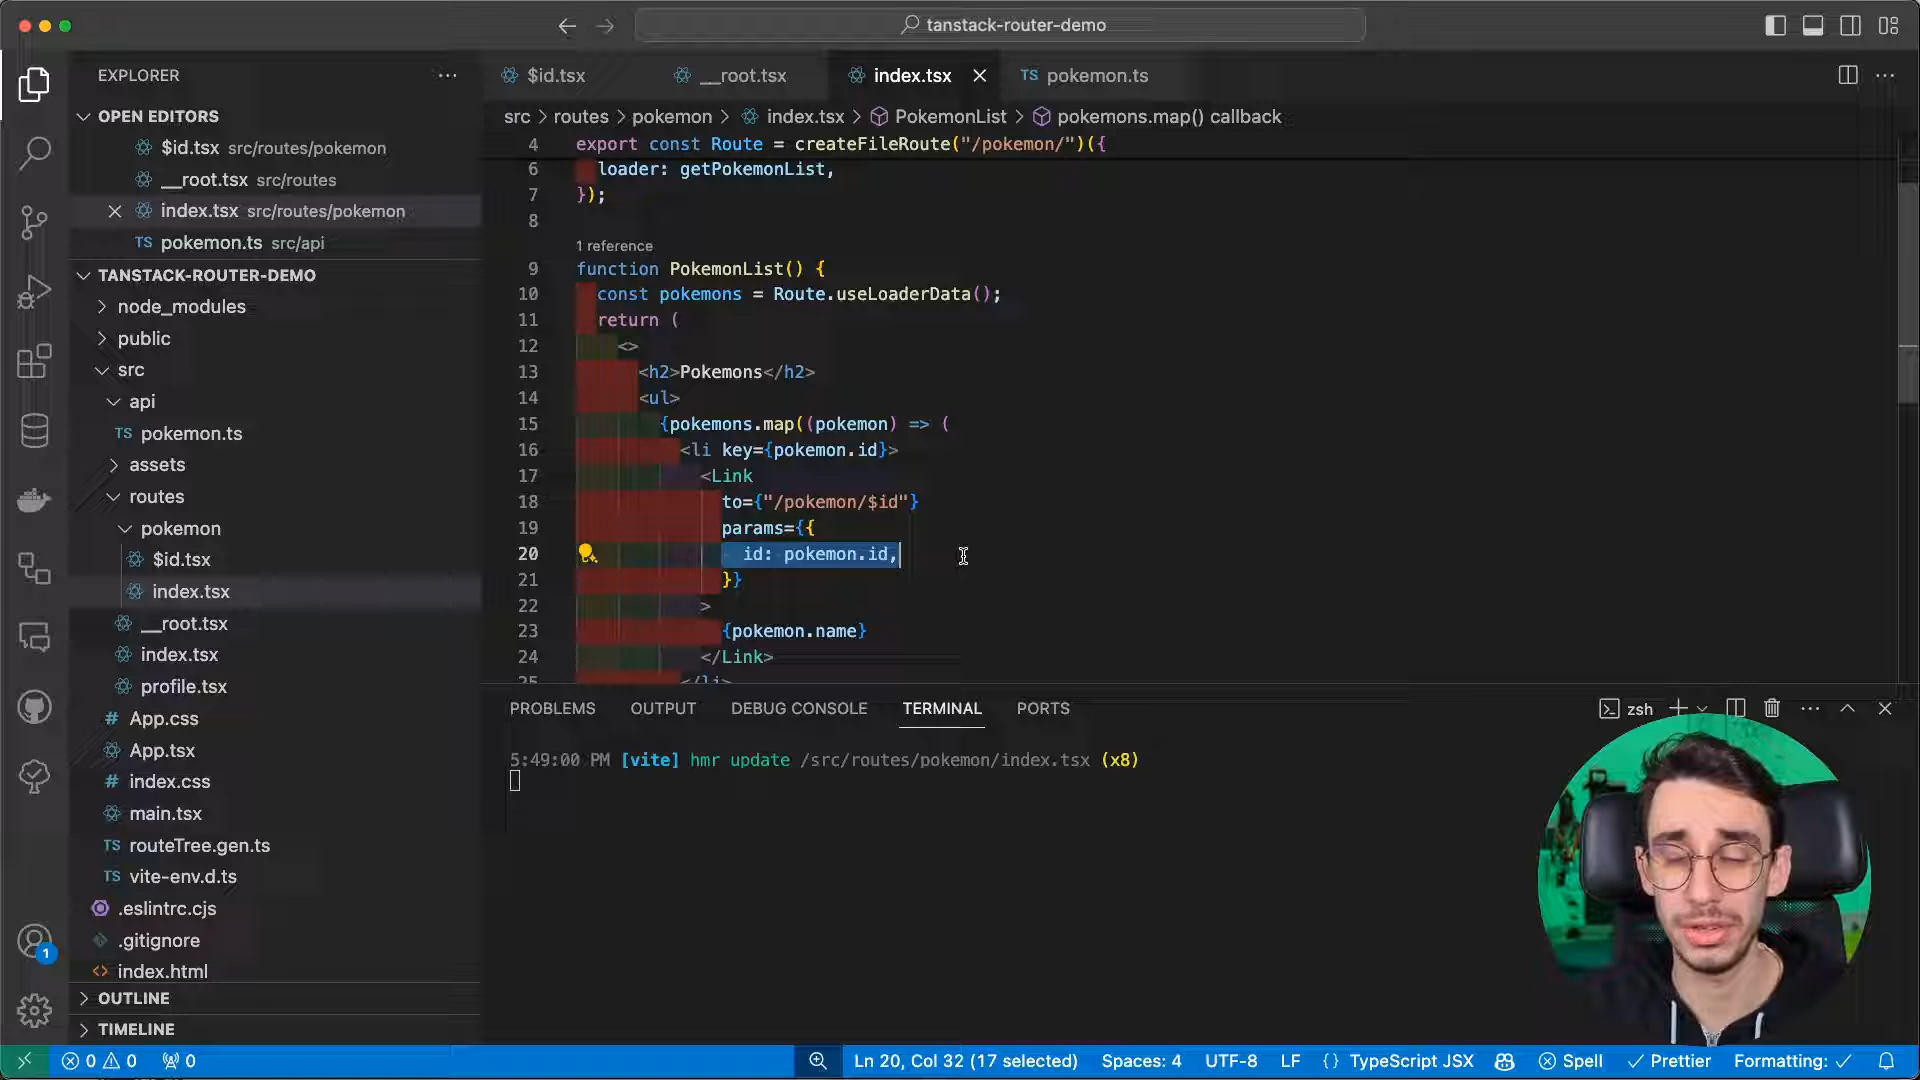 tanstack-router-demo
EXPLORER
OPEN EDITORS
$id.tsx src/routes/pokemon
__root.tsx src/routes
index.tsx src/routes/pokemon
TS pokemon.ts src/api
TANSTACK-ROUTER-DEMO
node_modules
public
src
api
TS pokemon.ts
assets
routes
pokemon
$id.tsx
index.tsx
__root.tsx
index.tsx
profile.tsx
# App.css
App.tsx
# index.css
main.tsx
TS routeTree.gen.ts
TS vite-env.d.ts
.eslintrc.cjs
.gitignore
<> index.html
OUTLINE
TIMELINE
1
$id.tsx
__root.tsx
index.tsx
TS pokemon.ts
src > routes > pokemon > index.tsx > PokemonList > pokemons.map() callback
4 export const Route = createFileRoute("/pokemon/")({
6 loader: getPokemonList,
7 });
8
1 reference
9 function PokemonList() {
10 const pokemons = Route.useLoaderData();
11 return (
12 <>
13 <h2>Pokemons</h2>
14 <ul>
15 {pokemons.map((pokemon) => (
16 <li key={pokemon.id}>
17 <Link
18 to={"/pokemon/$id"}
19 params={{
20 id: pokemon.id,
21 }}
22 >
23 {pokemon.name}
24 </Link>
25 </li>
PROBLEMS OUTPUT DEBUG CONSOLE TERMINAL PORTS
zsh
5:49:00 PM [vite] hmr update /src/routes/pokemon/index.tsx (x8)
0 0 0 Ln 20, Col 32 (17 selected) Spaces: 4 UTF-8 LF {} TypeScript JSX Spell Prettier Formatting: